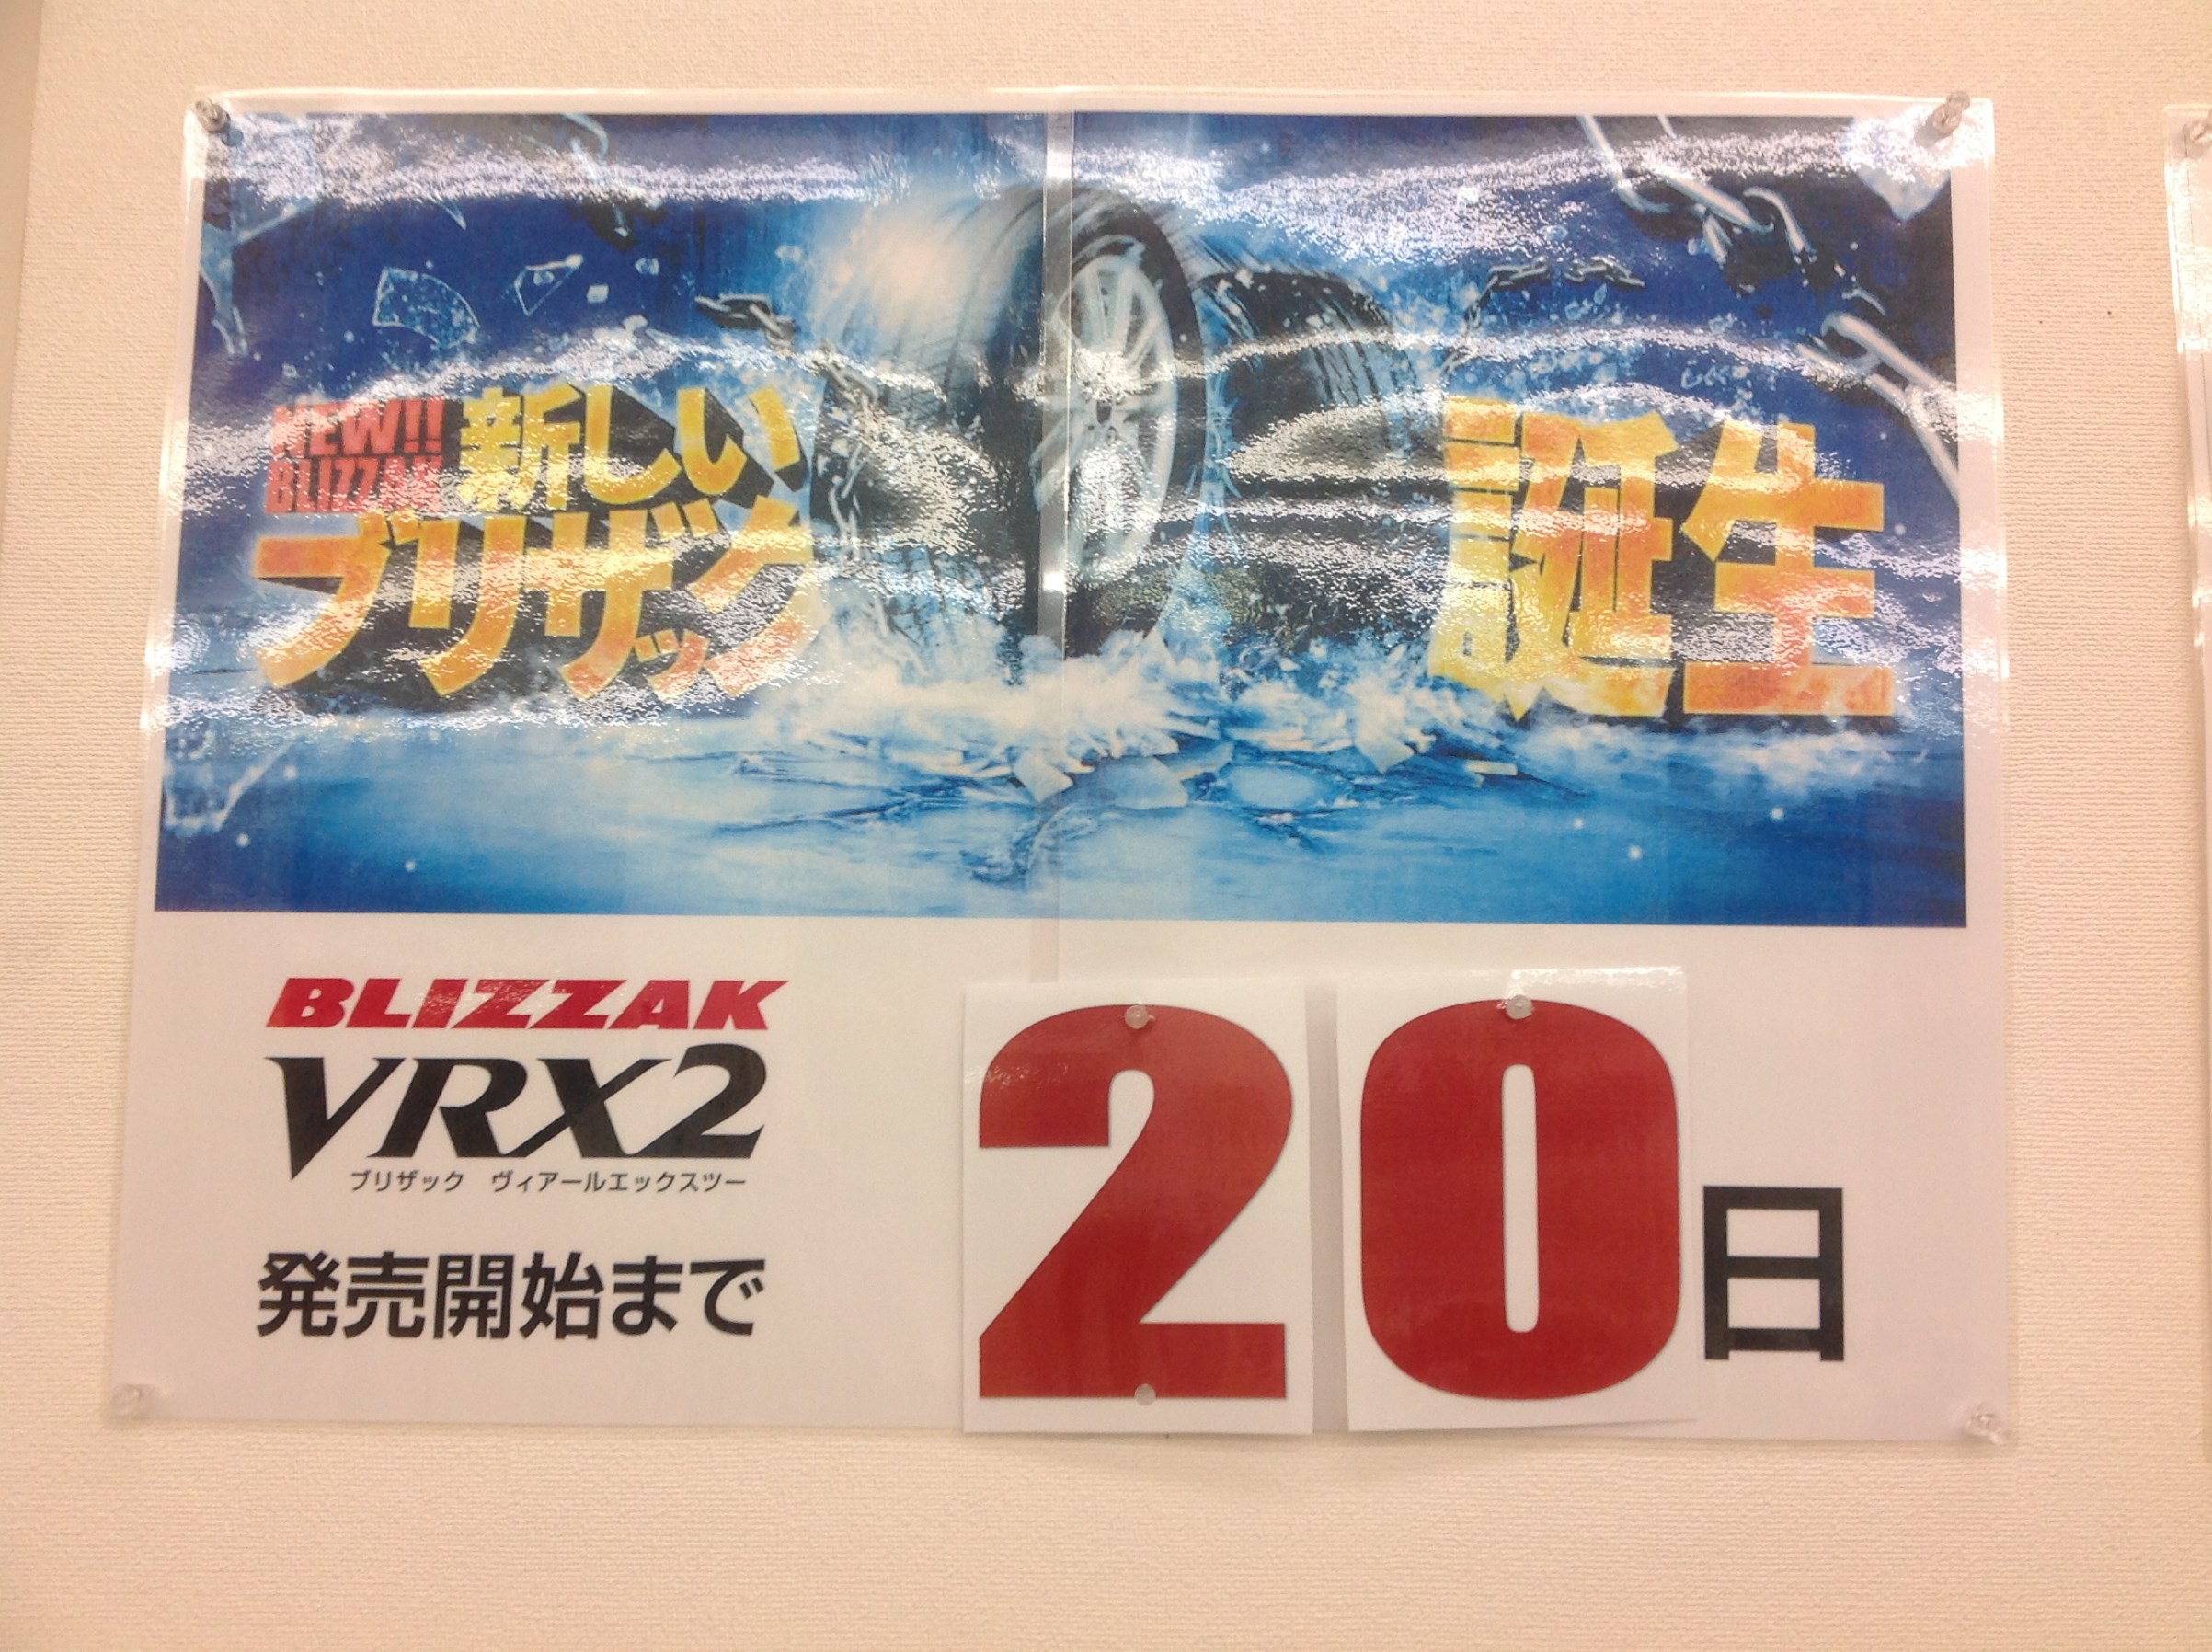 NEW!!
BLIZZAK
新しい
ブリザック
誕生
BLIZZAK
VRX2
ブリザック ヴィアールエックスツー
発売開始まで
20日